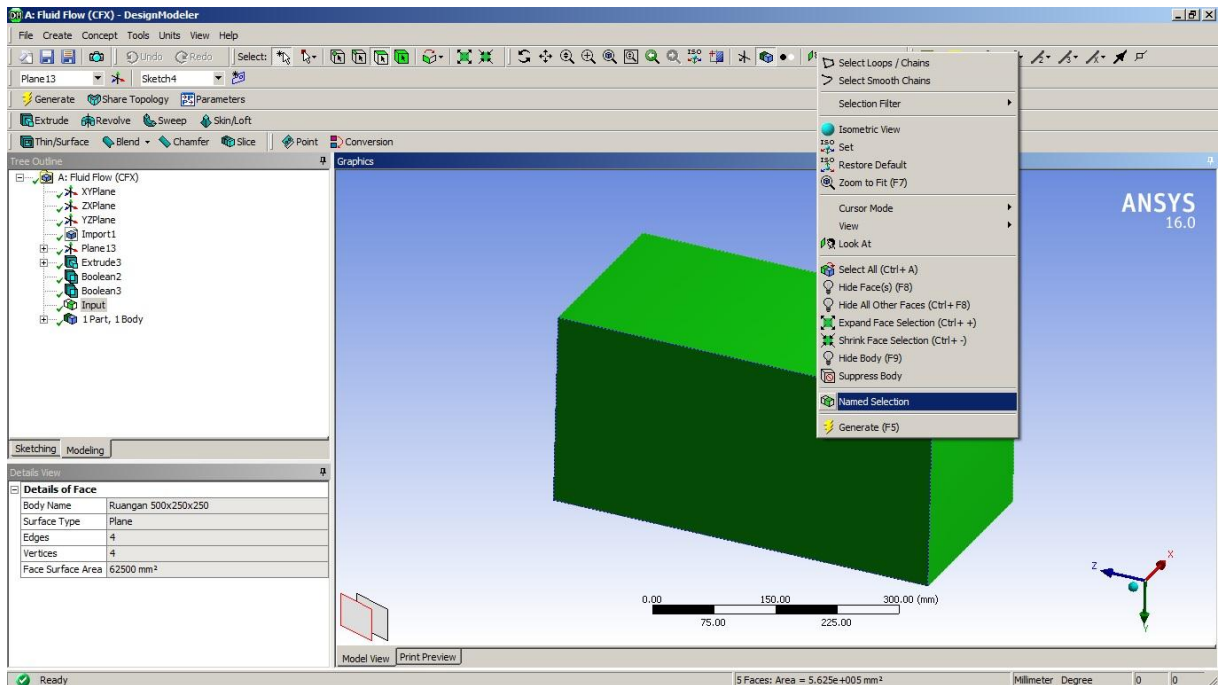 A: Fluid Flow (CFX) - DesignModeler
File Create Concept Tools Units View Help
Undo Redo Select: ISO
Plane13 Sketch4
Generate Share Topology Parameters
Extrude Revolve Sweep Skin/Loft
Thin/Surface Blend Chamfer Slice Point Conversion
Tree Outline
A: Fluid Flow (CFX)
XYPlane
ZXPlane
YZPlane
Import1
Plane13
Extrude3
Boolean2
Boolean3
Input
1 Part, 1 Body
Sketching Modeling
Details View
Details of Face
Body Name Ruangan 500x250x250
Surface Type Plane
Edges 4
Vertices 4
Face Surface Area 62500 mm²
Graphics
ANSYS
16.0
Select Loops / Chains
Select Smooth Chains
Selection Filter
Isometric View
ISO Set
ISO Restore Default
Zoom to Fit (F7)
Cursor Mode
View
Look At
Select All (Ctrl+ A)
Hide Face(s) (F8)
Hide All Other Faces (Ctrl+ F8)
Expand Face Selection (Ctrl+ +)
Shrink Face Selection (Ctrl+ -)
Hide Body (F9)
Suppress Body
Named Selection
Generate (F5)
0.00 150.00 300.00 (mm)
75.00 225.00
Z X
Y
Model View Print Preview
Ready 5 Faces: Area = 5.625e+005 mm² Millimeter Degree 0 0